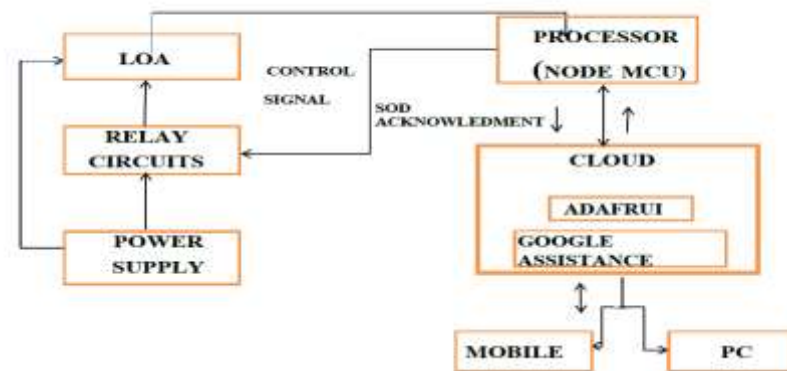 LOA
PROCESSOR
(NODE MCU)
CONTROL
SIGNAL
SOD
ACKNOWLEDMENT
RELAY
CIRCUITS
CLOUD
ADAFRUI
GOOGLE
ASSISTANCE
POWER
SUPPLY
MOBILE
PC